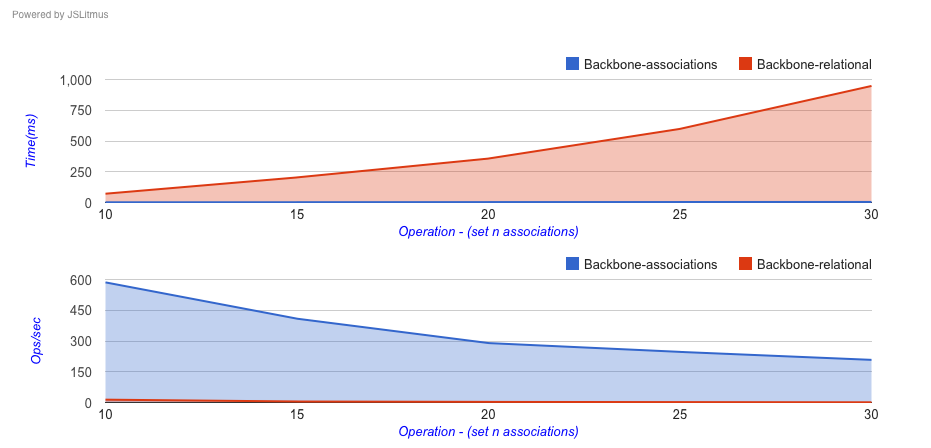 Powered by JSLitmus
Backbone-associations Backbone-relational
1,000
750
500
250
0
Time(ms)
10 15 20 25 30
Operation - (set n associations)
Backbone-associations Backbone-relational
600
450
300
150
0
Ops/sec
10 15 20 25 30
Operation - (set n associations)